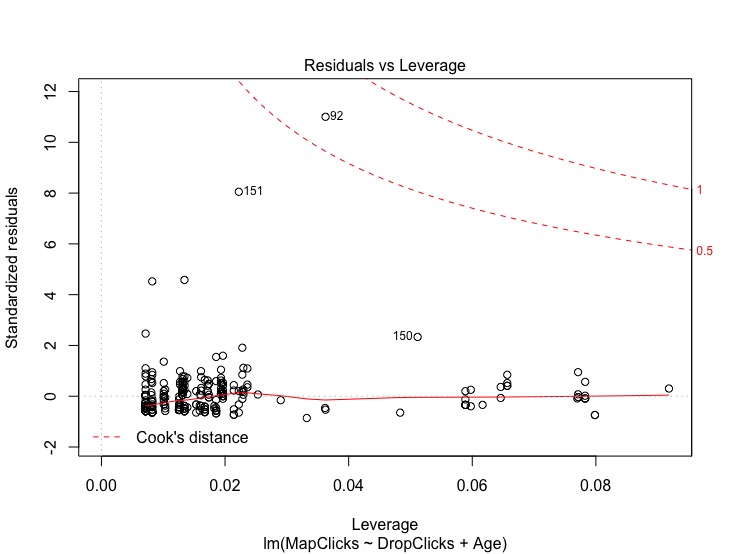 Residuals vs Leverage
12
10
8
6
4
2
0
-2
Standardized residuals
92
151
150
1
0.5
Cook's distance
0.00 0.02 0.04 0.06 0.08
Leverage
lm(MapClicks ~ DropClicks + Age)